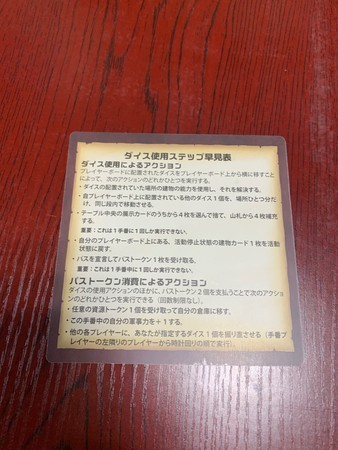 ダイス使用ステップ早見表
ダイス使用によるアクション
プレイヤーボードに配置されたダイスをプレイヤーボード上から横に移すこと
によって、次のアクションのどれかひとつを実行する。
・ダイスの配置されていた場所の建物の能力を使用し、それを解決する。
・自プレイヤーボード上に配置されている他のダイス1個を、場所ひとつ分だ
け、同じ段内で移動させる。
・テーブル中央の展示カードのうちから4枚を選んで捨て、山札から4枚補充
する。
重要:これは1手番に1回しか実行できない。
・自分のプレイヤーボード上にある、活動停止状態の建物カード1枚を活動
状態に戻す。
・パスを宣言してパストークン1枚を受け取る。
重要:これは1手番中に1回しか実行できない。
パストークン消費によるアクション
ダイスの使用アクションのほかに、パストークン2個を支払うことで次のアクショ
ンのどれかひとつを実行できる(回数制限なし)。
・任意の資源トークン1個を受け取って自分の倉庫に移す。
・この手番中の自分の軍事力を+1する。
・他の各プレイヤーに、あなたが指定するダイス1個を振り直させる(手番プ
レイヤーの左隣りのプレイヤーから時計回りの順で実行)。